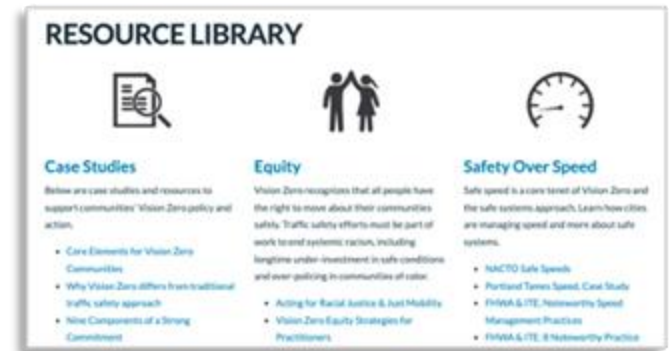 RESOURCE LIBRARY
Case Studies
Below are case studies and resources to
support communities' Vision Zero policy and
action.
• Core Elements for Vision Zero
Communities
• Why Vision Zero differs from traditional
traffic safety approach
• Nine Components of a Strong
Commitment
Equity
Vision Zero recognizes that all people have
the right to move about their communities
safely. Traffic safety efforts must be part of
work to end systemic racism, including
longtime under-investment in safe conditions
and over-policing in communities of color.
• Acting for Racial Justice & Just Mobility
• Vision Zero Equity Strategies for
Practitioners
Safety Over Speed
Safe speed is a core tenet of Vision Zero and
the safe systems approach. Learn how cities
are managing speed and more about safe
systems.
• NACTO Safe Speeds
• Portland Tames Speed, Case Study
• FHWA & ITE, Noteworthy Speed
Management Practices
• FHWA & ITE, 8 Noteworthy Practice